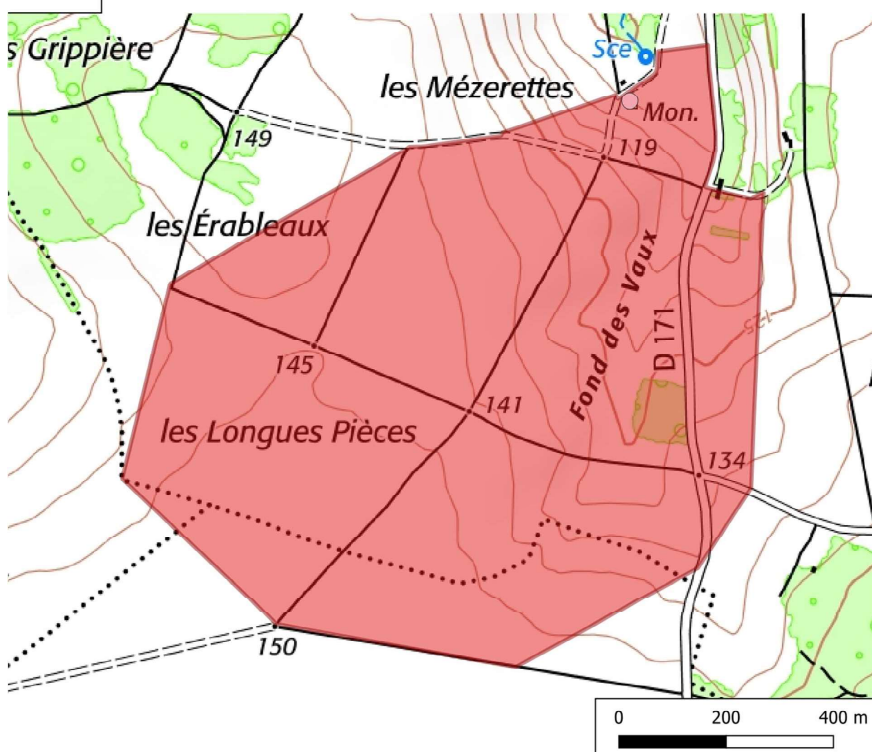 s Grippière
Sce
les Mézerettes
Mon.
149
119
les Érableaux
Fond des Vaux
D 171
125
145
141
les Longues Pièces
134
150
0 200 400 m